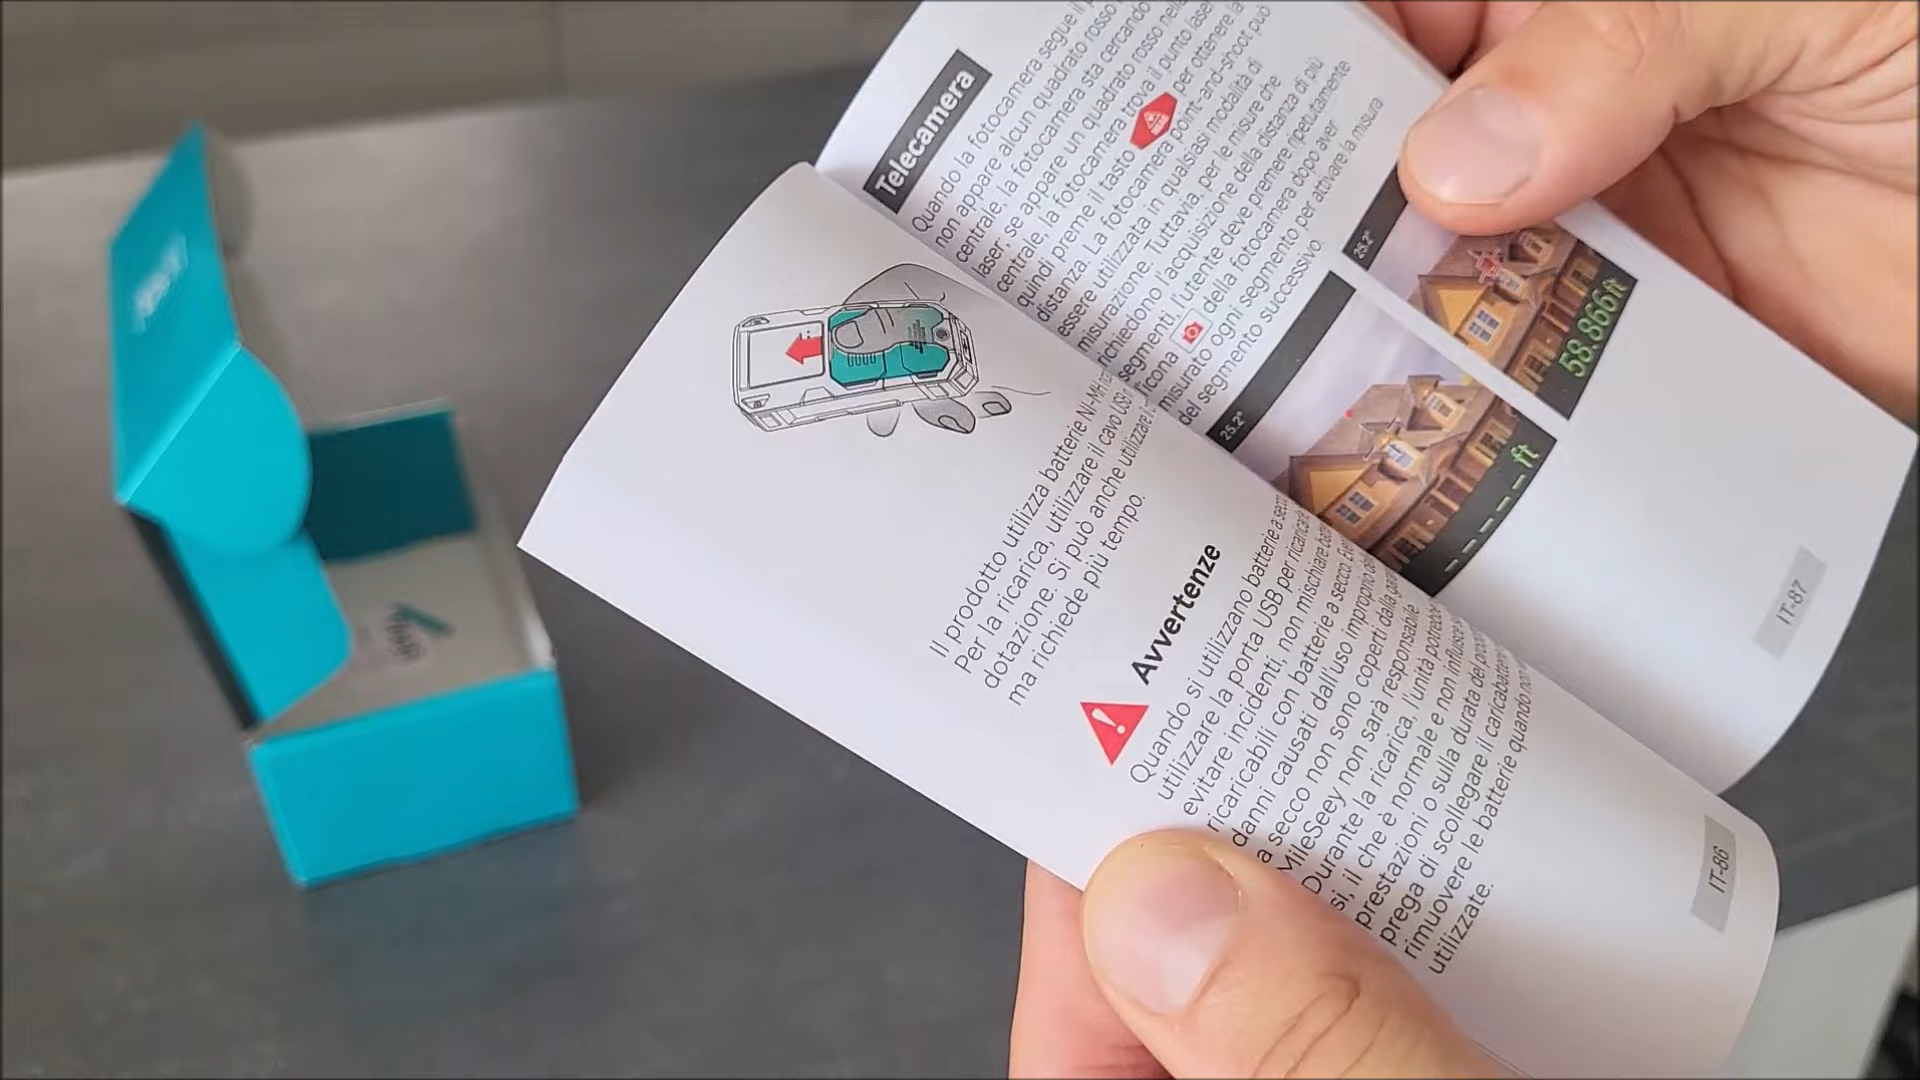 Il prodotto utilizza batterie NI-MH
Per la ricarica, utilizzare il cavo USB
dotazione. Si può anche utilizzare
ma richiede più tempo.
Avvertenze
Quando si utilizzano batterie a
utilizzare la porta USB per
evitare incidenti, non mischiare
ricaricabili con batterie a secco.
danni causati dall'uso improprio
a secco non sono coperti dalla
MileSeey non sarà responsabile.
Durante la ricarica, l'unità
si, il che è normale e non influisce
prestazioni o sulla durata del
prega di scollegare il
rimuovere le batterie quando
utilizzate.
IT-86
Telecamera
Quando la fotocamera segue il
non appare alcun quadrato rosso
centrale, la fotocamera sta cercando
laser; se appare un quadrato rosso
centrale, la fotocamera trova il punto laser
quindi preme il tasto per ottenere la
distanza. La fotocamera point-and-shoot può
essere utilizzata in qualsiasi modalità di
misurazione. Tuttavia, per le misure che
richiedono l'acquisizione della distanza di più
segmenti, l'utente deve premere ripetutamente
l'icona della fotocamera dopo aver
misurato ogni segmento per attivare la misura
del segmento successivo.
25.2°
58.866ft
25.2°
----ft
IT-87